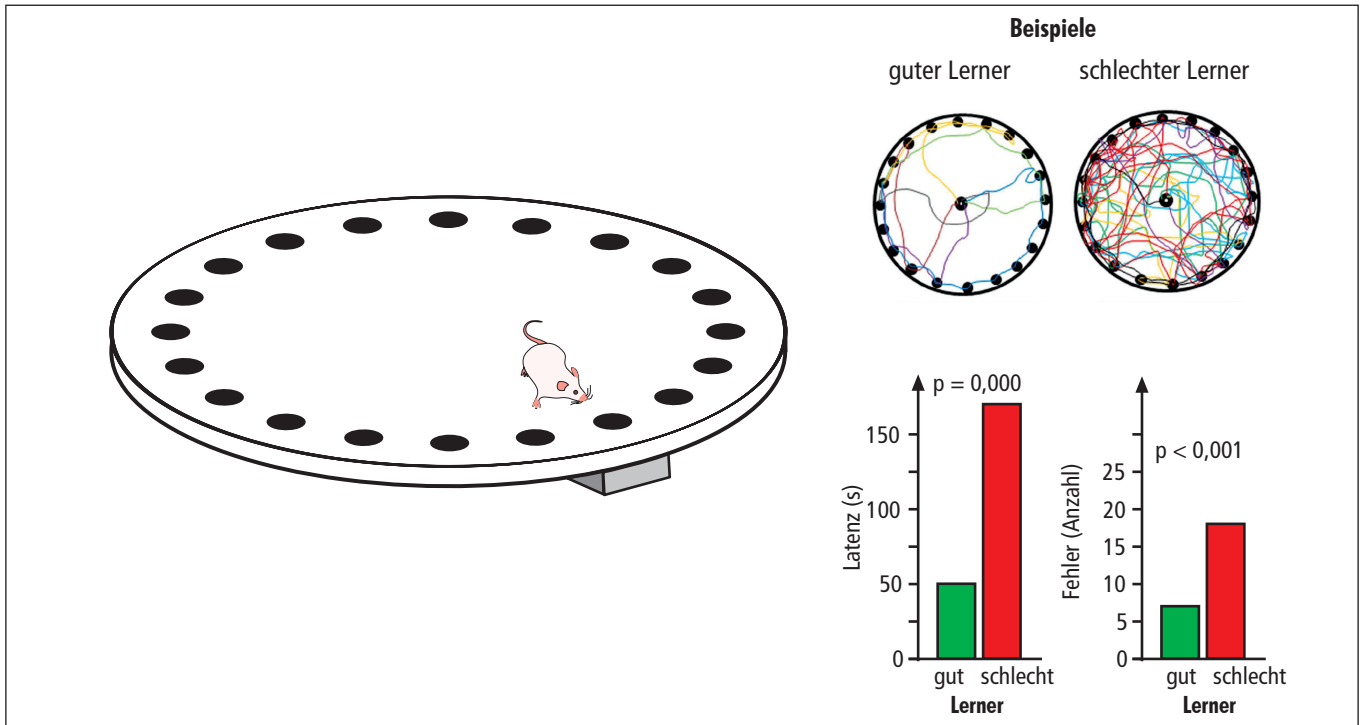 Beispiele
guter Lerner
schlechter Lerner
p = 0,000
Latenz (s)
150
100
50
0
gut schlecht
Lerner
p < 0,001
Fehler (Anzahl)
25
20
15
10
5
0
gut schlecht
Lerner